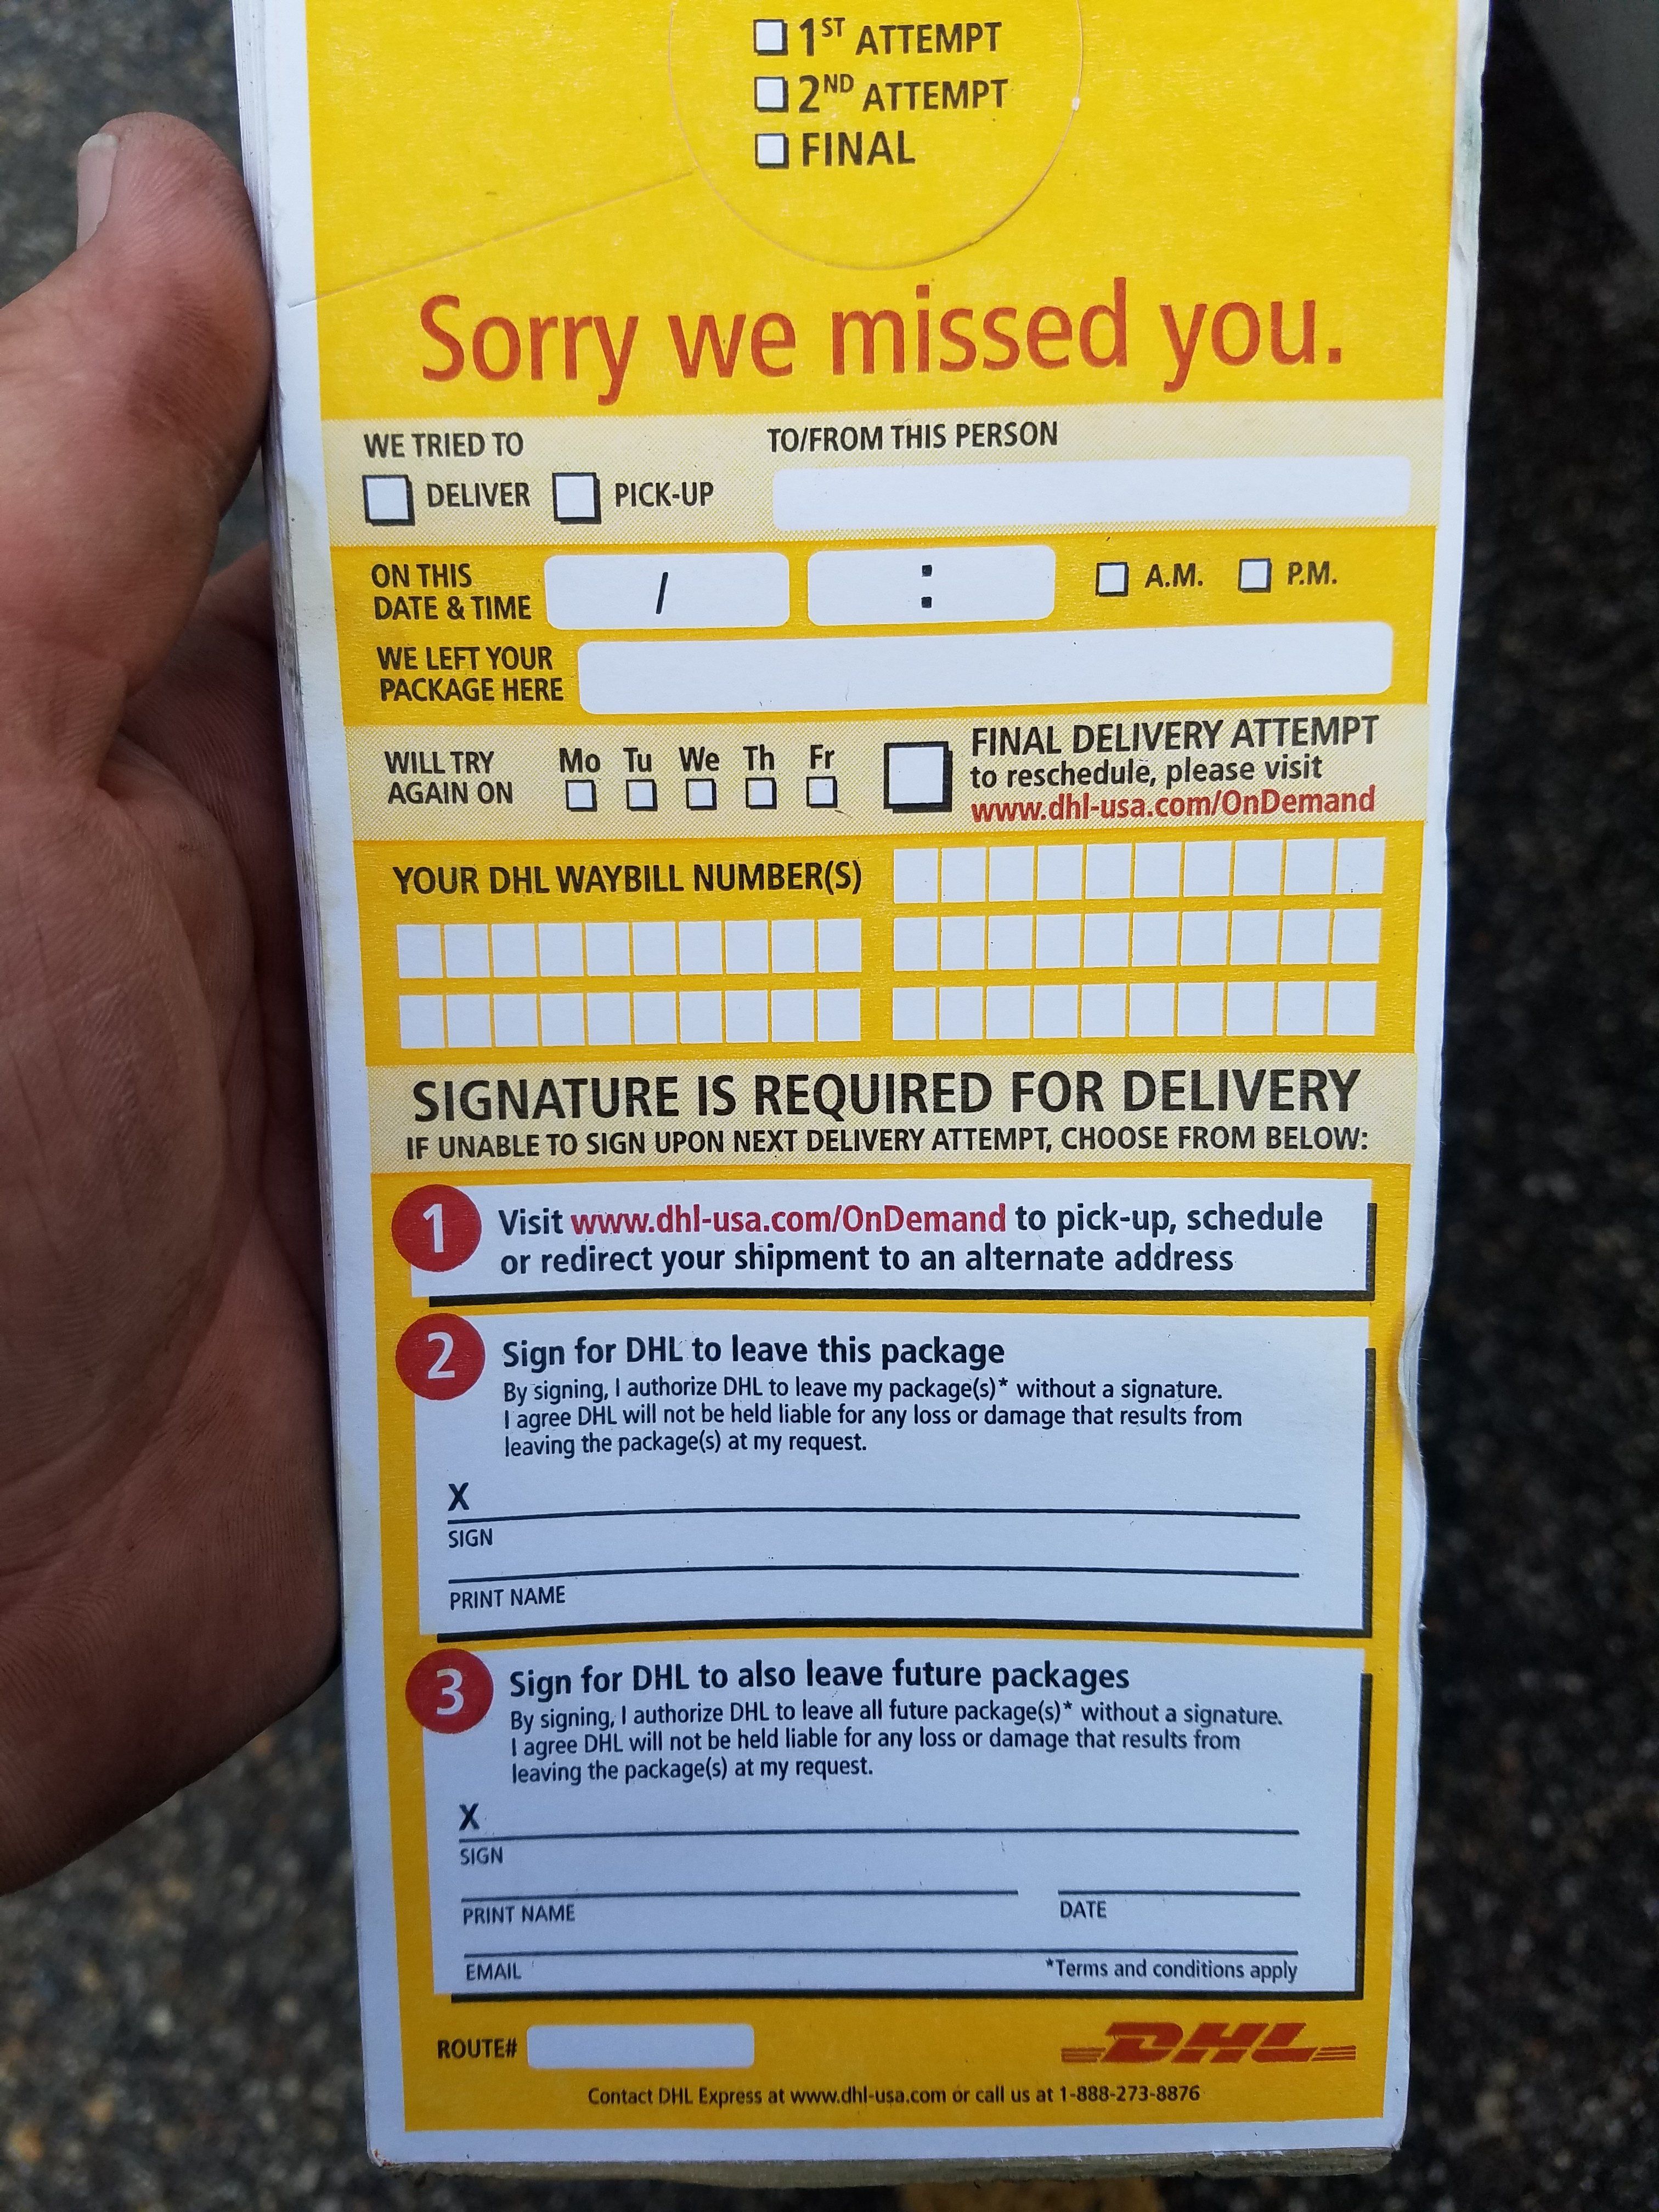 1ST ATTEMPT
2ND ATTEMPT
FINAL
Sorry we missed you.
WE TRIED TO
DELIVER PICK-UP
TO/FROM THIS PERSON
ON THIS
DATE & TIME
/ : A.M. P.M.
WE LEFT YOUR
PACKAGE HERE
WILL TRY
AGAIN ON
Mo Tu We Th Fr
FINAL DELIVERY ATTEMPT
to reschedule, please visit
www.dhl-usa.com/OnDemand
YOUR DHL WAYBILL NUMBER(S)
SIGNATURE IS REQUIRED FOR DELIVERY
IF UNABLE TO SIGN UPON NEXT DELIVERY ATTEMPT, CHOOSE FROM BELOW:
1 Visit www.dhl-usa.com/OnDemand to pick-up, schedule
or redirect your shipment to an alternate address
2 Sign for DHL to leave this package
By signing, I authorize DHL to leave my package(s)* without a signature.
I agree DHL will not be held liable for any loss or damage that results from
leaving the package(s) at my request.
X
SIGN
PRINT NAME
3 Sign for DHL to also leave future packages
By signing, I authorize DHL to leave all future package(s)* without a signature.
I agree DHL will not be held liable for any loss or damage that results from
leaving the package(s) at my request.
X
SIGN
PRINT NAME DATE
EMAIL *Terms and conditions apply
ROUTE# DHL
Contact DHL Express at www.dhl-usa.com or call us at 1-888-273-8876